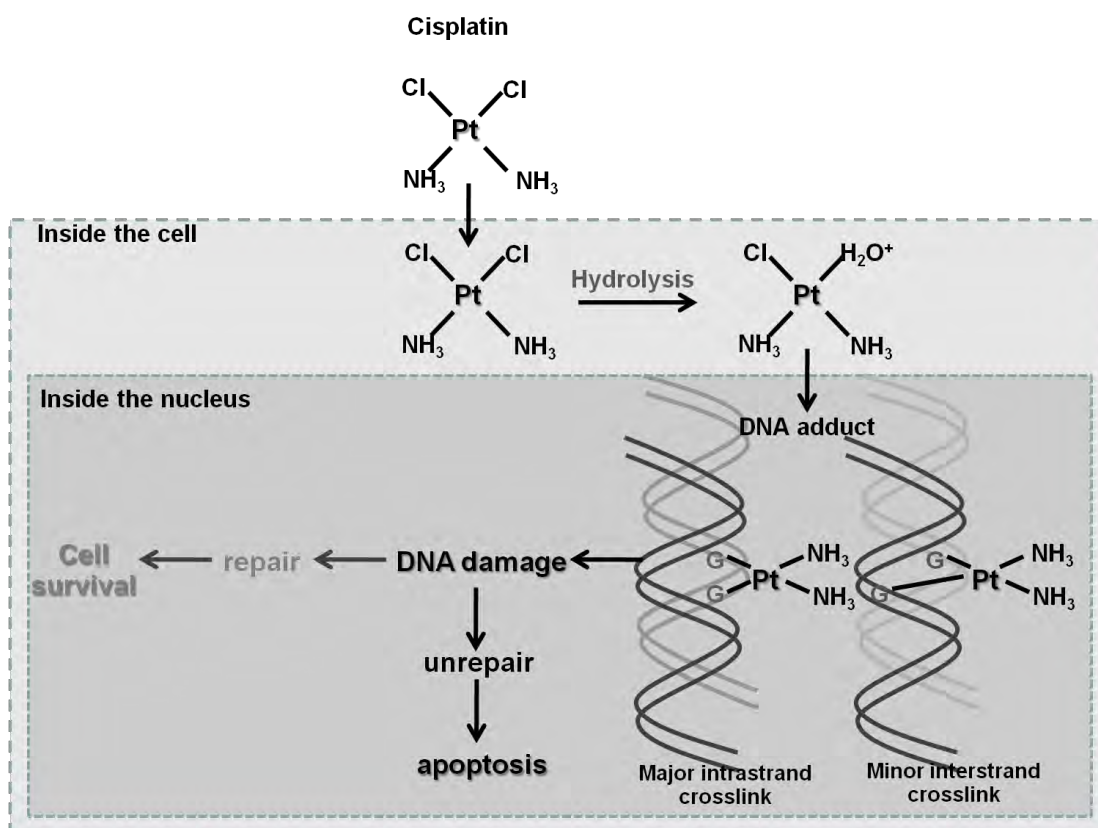 Cisplatin
Cl Cl
Pt
NH₃ NH₃
Inside the cell
Cl Cl
Pt
NH₃ NH₃
Hydrolysis
Cl H₂O⁺
Pt
NH₃ NH₃
Inside the nucleus
DNA adduct
Cell
survival
repair
DNA damage
unrepair
apoptosis
G
G
Pt
NH₃
NH₃
Major intrastrand
crosslink
G
G
Pt
NH₃
NH₃
Minor interstrand
crosslink